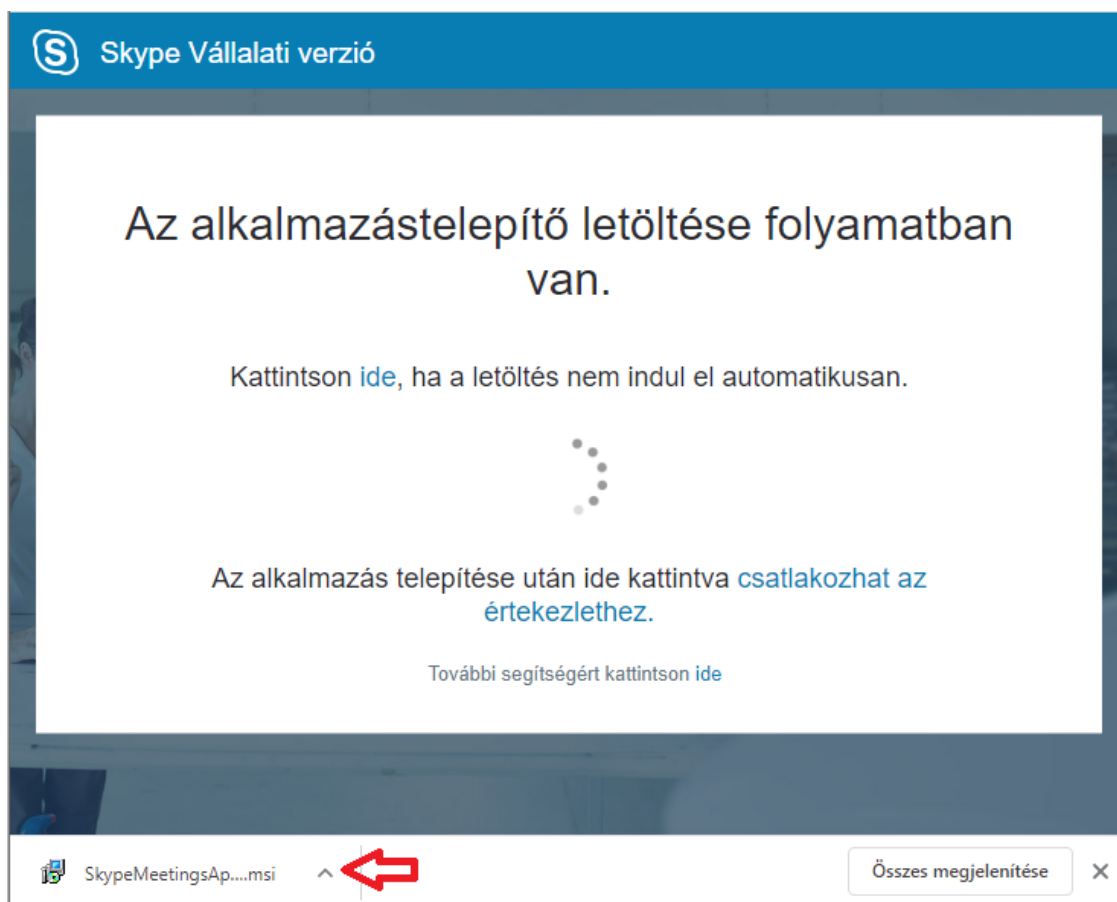 Skype Vállalati verzió
Az alkalmazástelepítő letöltése folyamatban
van.
Kattintson ide, ha a letöltés nem indul el automatikusan.
Az alkalmazás telepítése után ide kattintva csatlakozhat az
értekezlethez.
További segítségért kattintson ide
SkypeMeetingsAp....msi
Összes megjelenítése